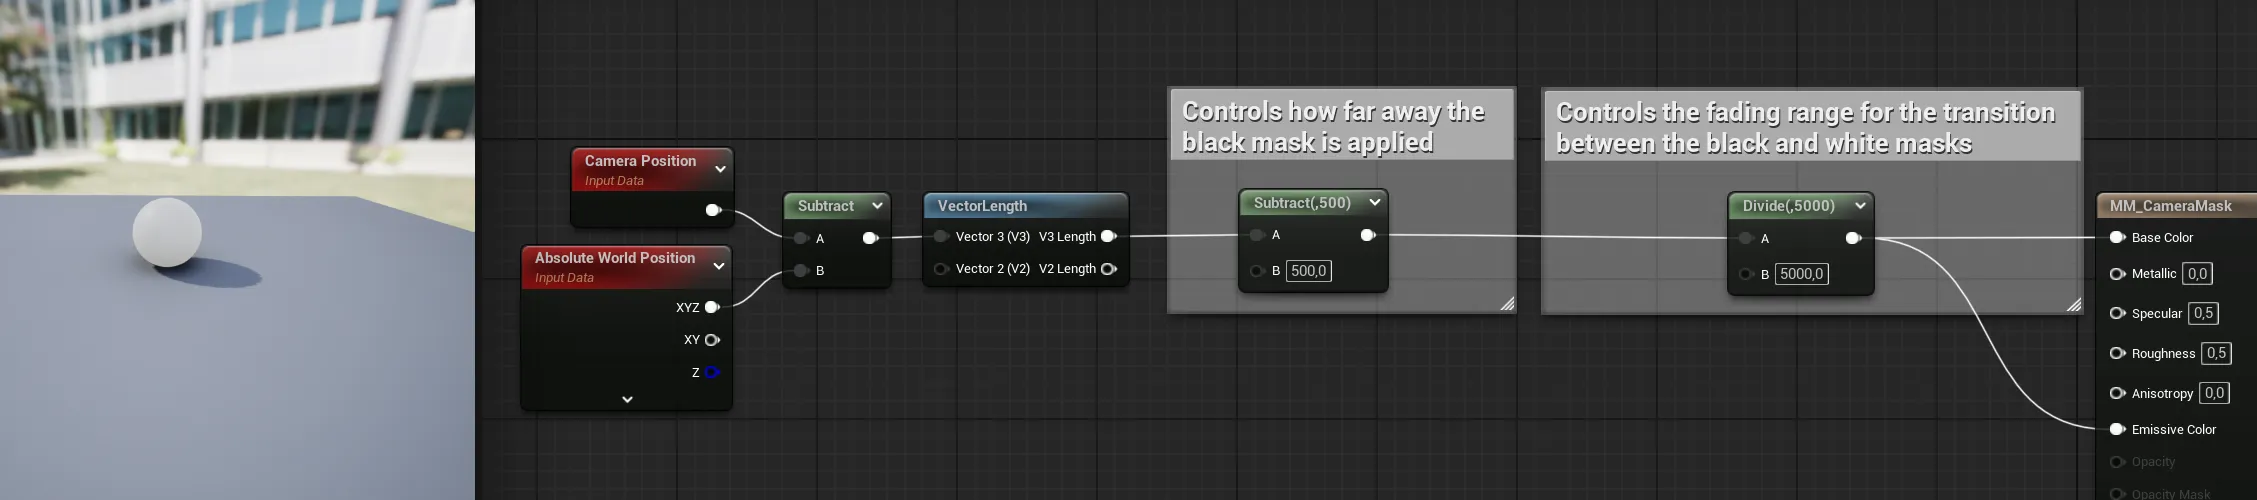 Controls how far away the
black mask is applied
Controls the fading range for the transition
between the black and white masks
Camera Position
Input Data
Absolute World Position
Input Data
XYZ
XY
Z
Subtract
A
B
VectorLength
Vector 3 (V3) V3 Length
Vector 2 (V2) V2 Length
Subtract(,500)
A
B 500,0
Divide(,5000)
A
B 5000,0
MM_CameraMask
Base Color
Metallic 0,0
Specular 0,5
Roughness 0,5
Anisotropy 0,0
Emissive Color
Opacity
Opacity Mask